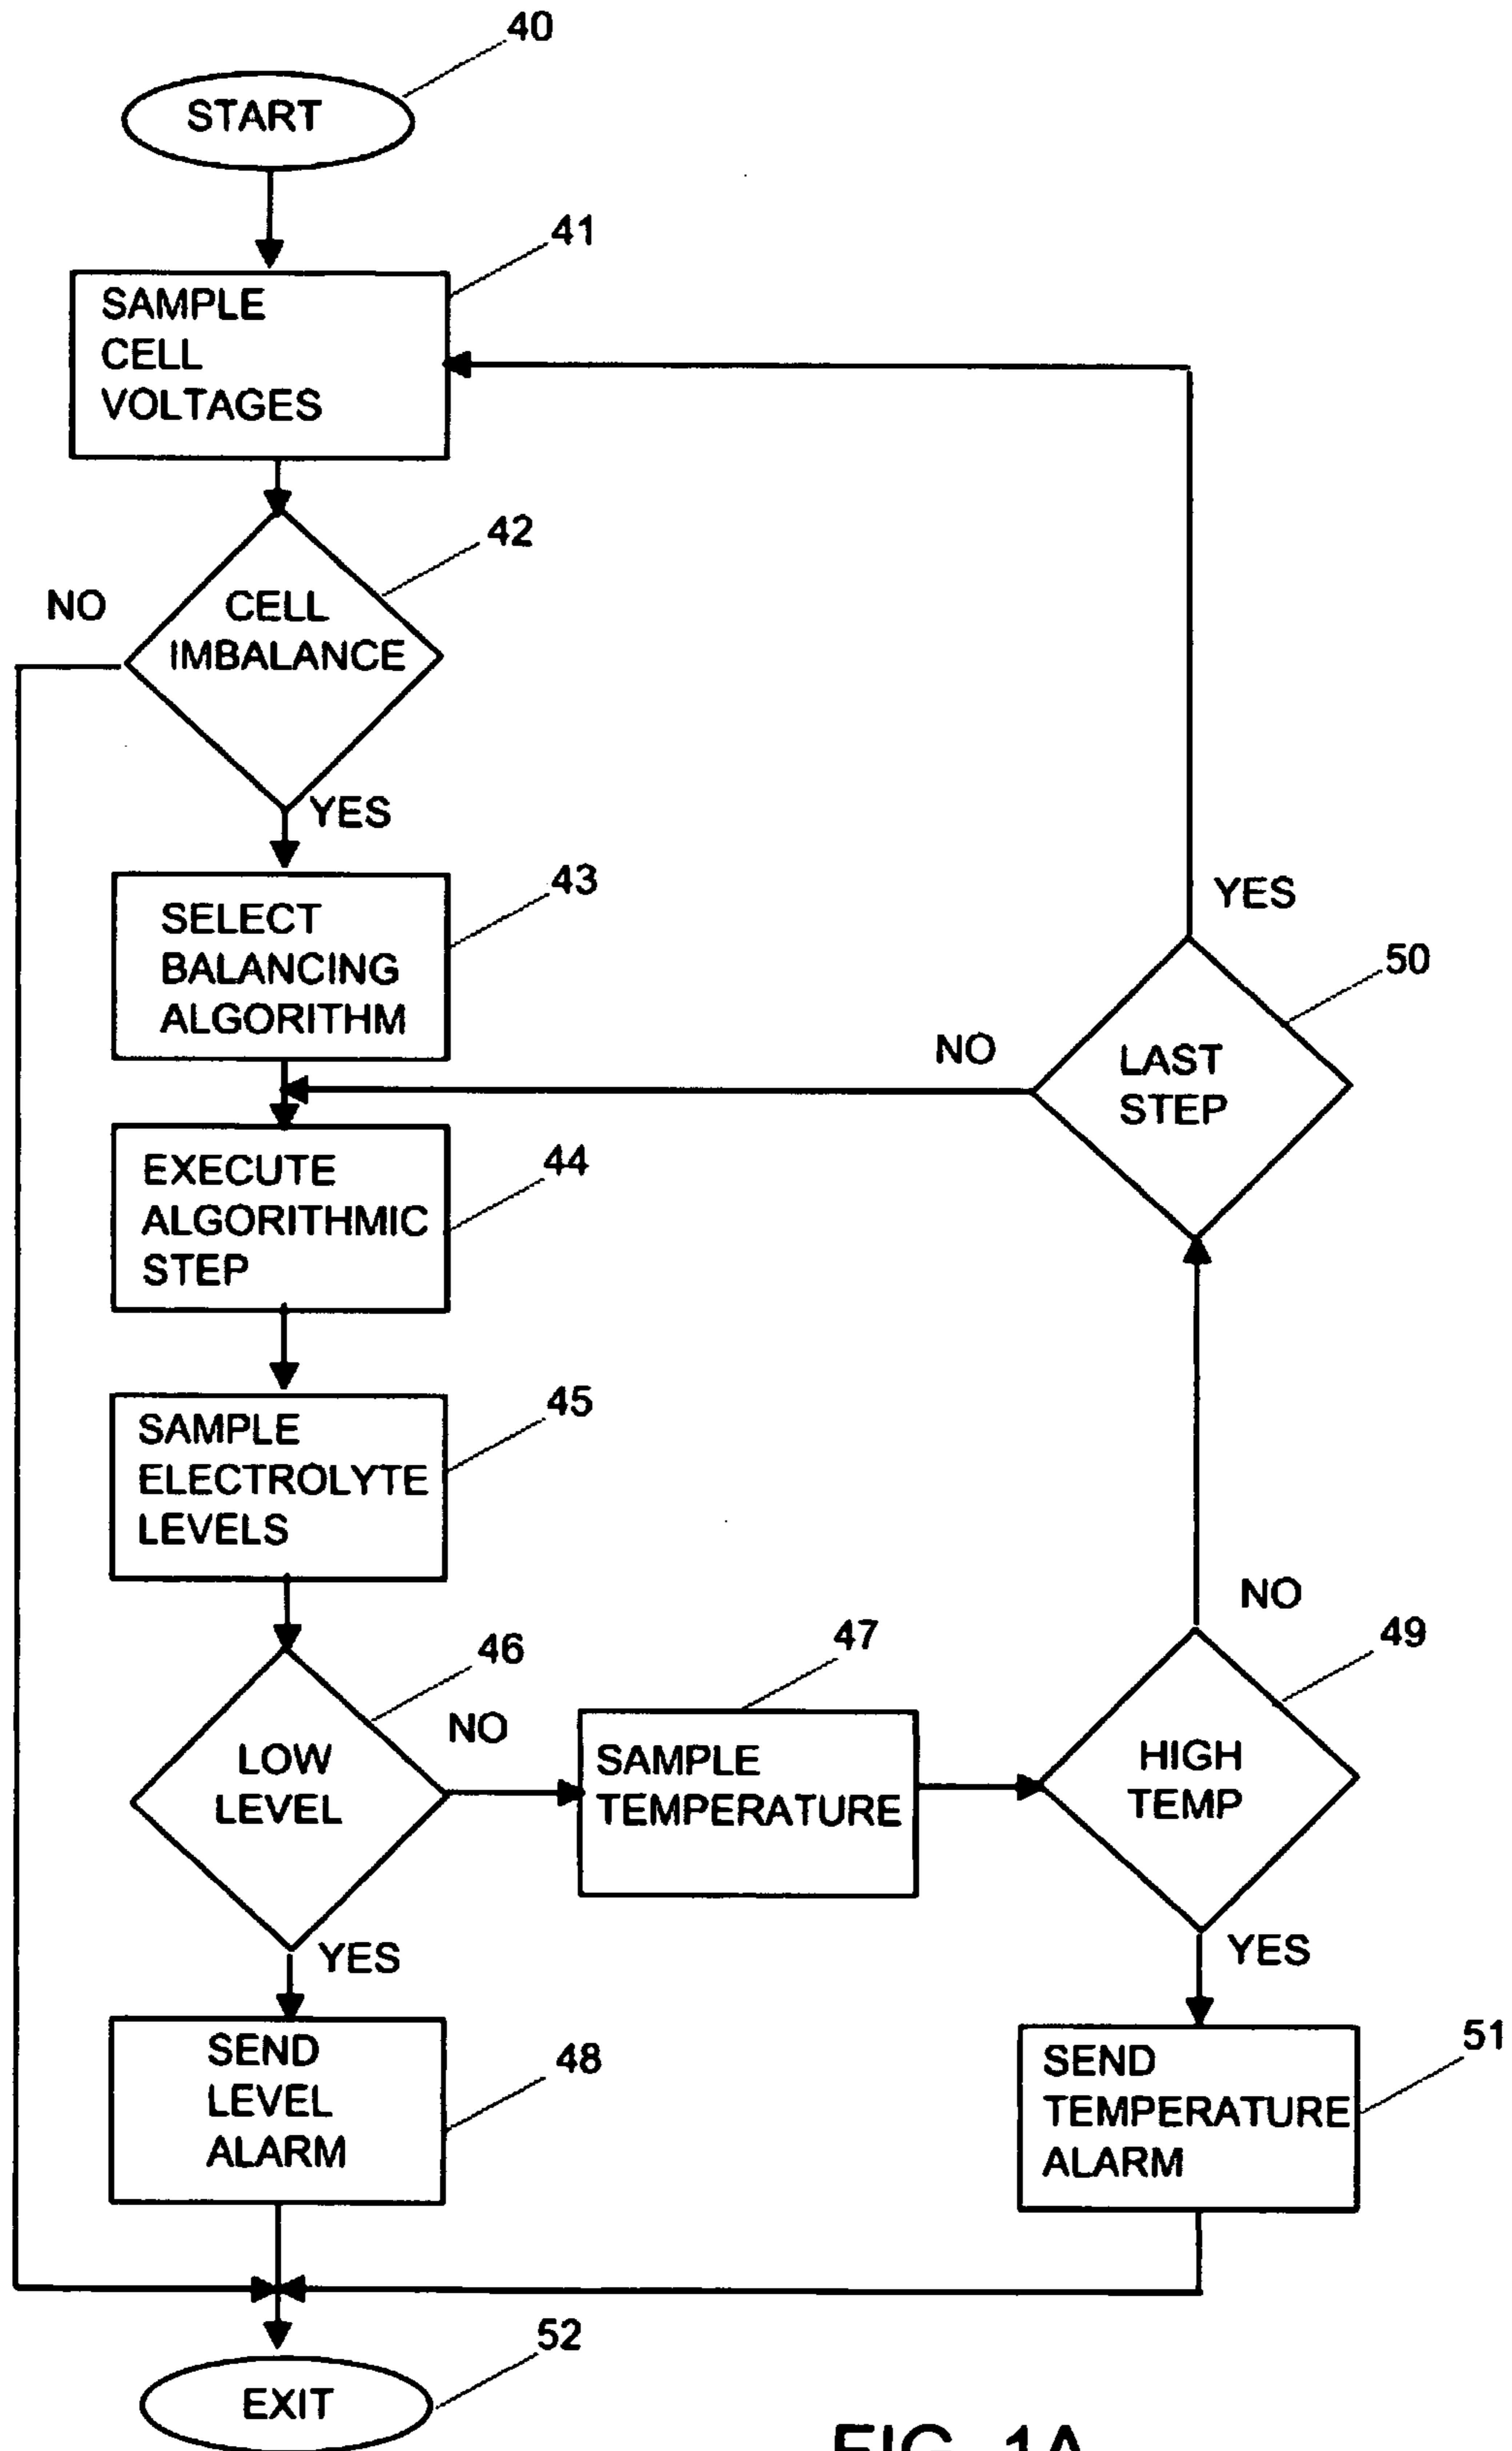 40
START
41
SAMPLE
CELL
VOLTAGES
42
NO
CELL
IMBALANCE
YES
43
SELECT
BALANCING
ALGORITHM
YES
50
NO
LAST
STEP
44
EXECUTE
ALGORITHMIC
STEP
45
SAMPLE
ELECTROLYTE
LEVELS
46
LOW
LEVEL
NO
47
SAMPLE
TEMPERATURE
NO
49
HIGH
TEMP
YES
YES
48
SEND
LEVEL
ALARM
51
SEND
TEMPERATURE
ALARM
52
EXIT
FIG. 1A